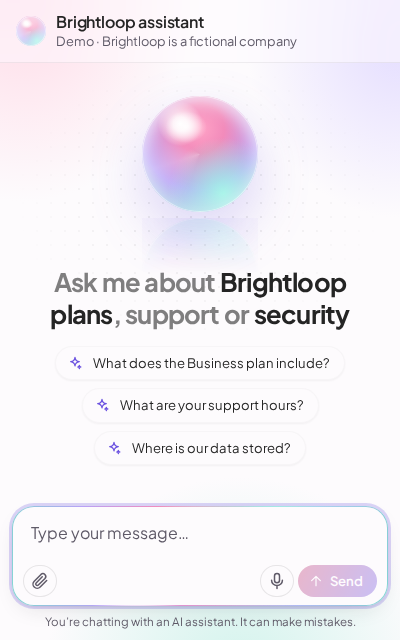 Brightloop assistant
Demo · Brightloop is a fictional company
Ask me about Brightloop
plans, support or security
What does the Business plan include?
What are your support hours?
Where is our data stored?
Type your message…
Send
You're chatting with an AI assistant. It can make mistakes.